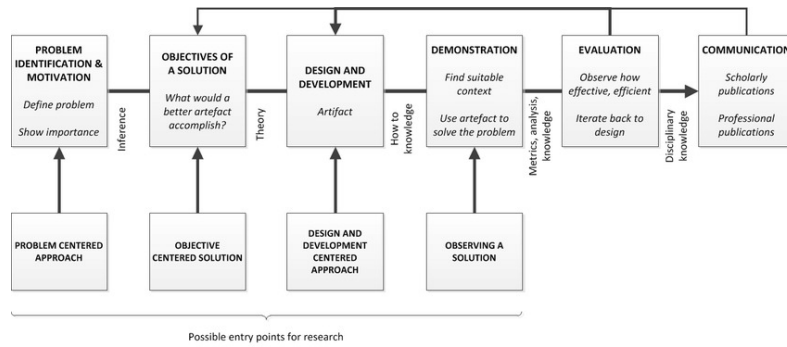 PROBLEM
IDENTIFICATION &
MOTIVATION
Define problem
Show importance
Inference
OBJECTIVES OF
A SOLUTION
What would a
better artefact
accomplish?
Theory
DESIGN AND
DEVELOPMENT
Artifact
How to
knowledge
DEMONSTRATION
Find suitable
context
Use artefact to
solve the problem
Metrics, analysis,
knowledge
EVALUATION
Observe how
effective, efficient
Iterate back to
design
Disciplinary
knowledge
COMMUNICATION
Scholarly
publications
Professional
publications
PROBLEM CENTERED
APPROACH
OBJECTIVE
CENTERED SOLUTION
DESIGN AND
DEVELOPMENT
CENTERED
APPROACH
OBSERVING A
SOLUTION
Possible entry points for research